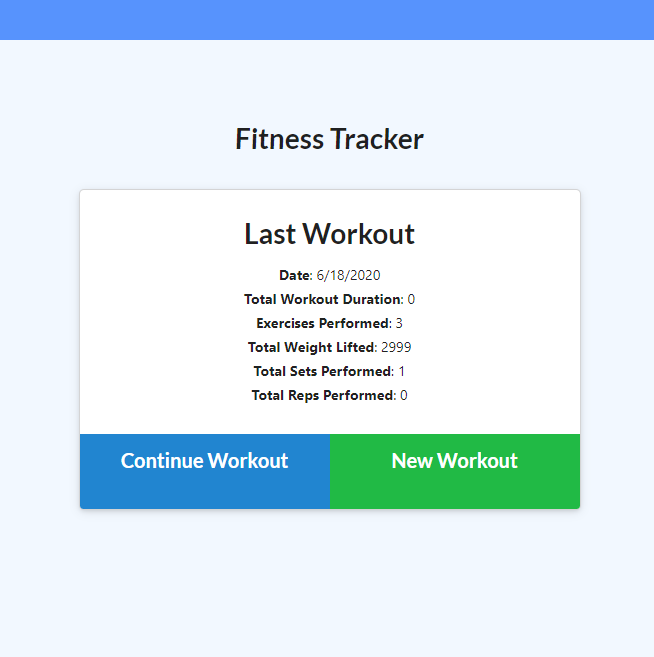 Fitness Tracker
Last Workout
Date: 6/18/2020
Total Workout Duration: 0
Exercises Performed: 3
Total Weight Lifted: 2999
Total Sets Performed: 1
Total Reps Performed: 0
Continue Workout
New Workout